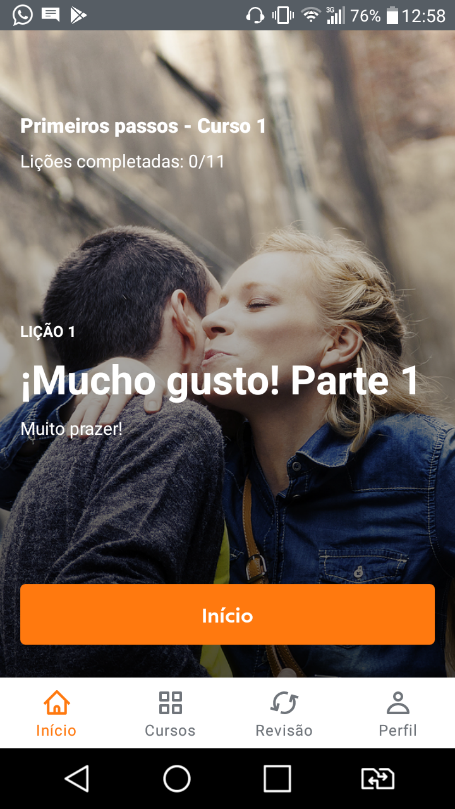 3G 76% 12:58
Primeiros passos - Curso 1
Lições completadas: 0/11
LIÇÃO 1
¡Mucho gusto! Parte 1
Muito prazer!
Início
Início Cursos Revisão Perfil